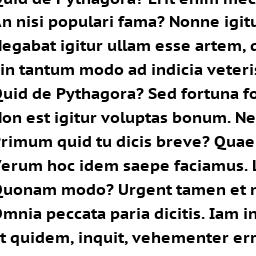 Quid de Pythagora? Erit enim mec
An nisi populari fama? Nonne igitu
Negabat igitur ullam esse artem, q
Sin tantum modo ad indicia veteris
Quid de Pythagora? Sed fortuna fo
Non est igitur voluptas bonum. Ne
Primum quid tu dicis breve? Quae
Verum hoc idem saepe faciamus. I
Quonam modo? Urgent tamen et n
Omnia peccata paria dicitis. Iam in
Et quidem, inquit, vehementer err